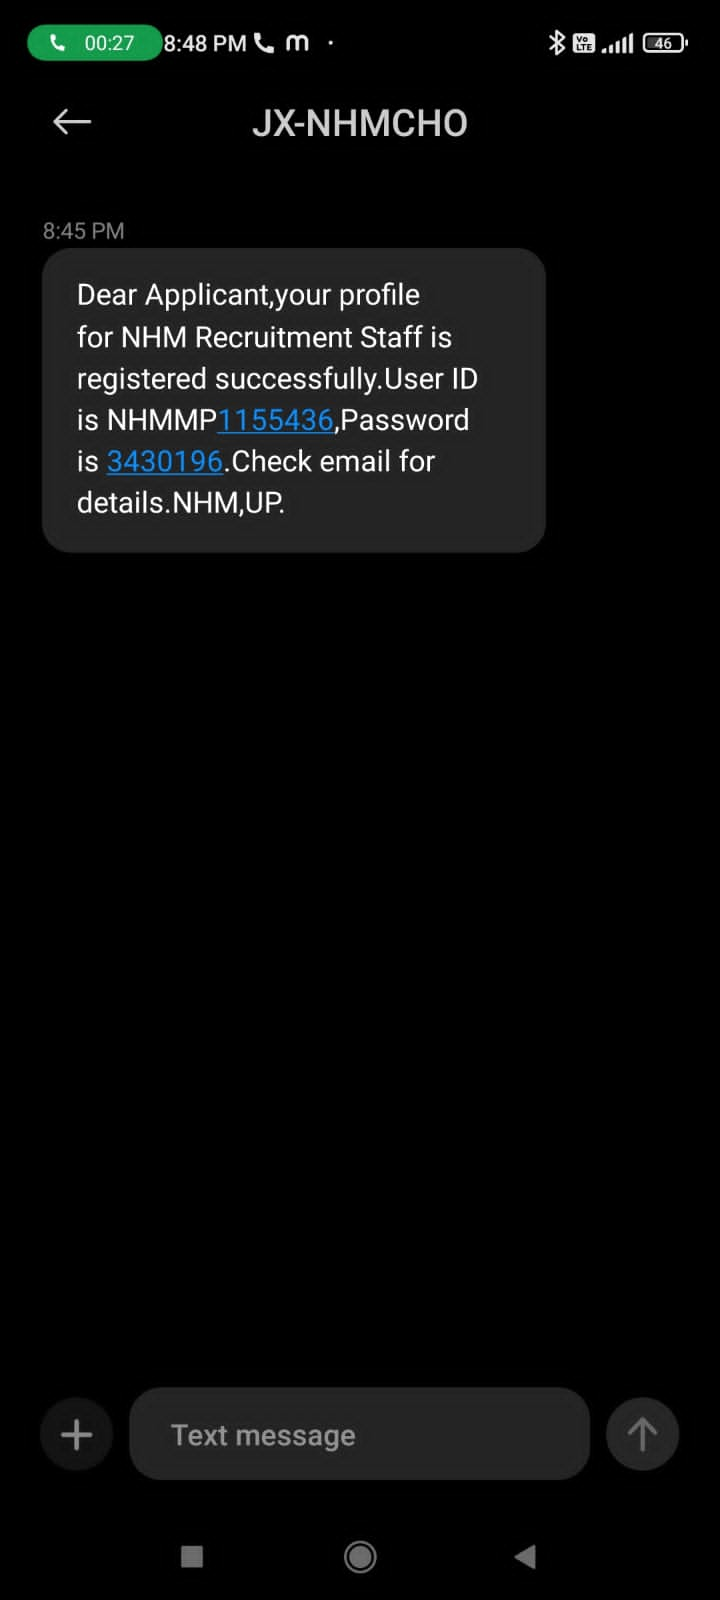 00:27 8:48 PM m · Vo LTE 46
JX-NHMCHO
8:45 PM
Dear Applicant,your profile
for NHM Recruitment Staff is
registered successfully.User ID
is NHMMP1155436,Password
is 3430196.Check email for
details.NHM,UP.
Text message